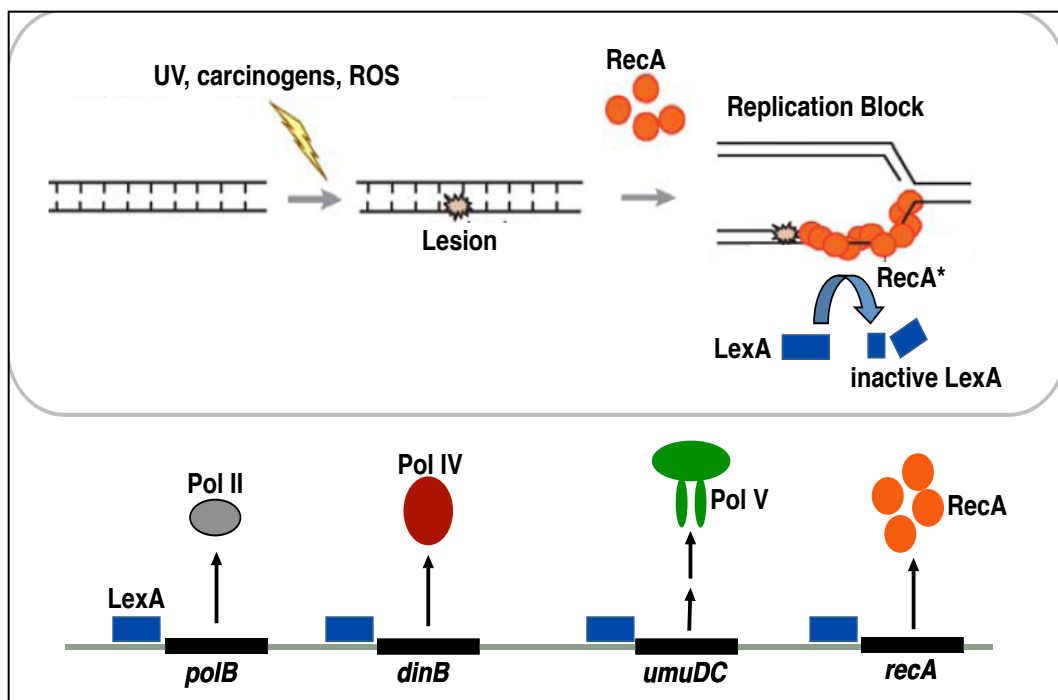 UV, carcinogens, ROS
RecA
Replication Block
Lesion
RecA*
LexA
inactive LexA
Pol II
Pol IV
Pol V
RecA
LexA
polB
dinB
umuDC
recA